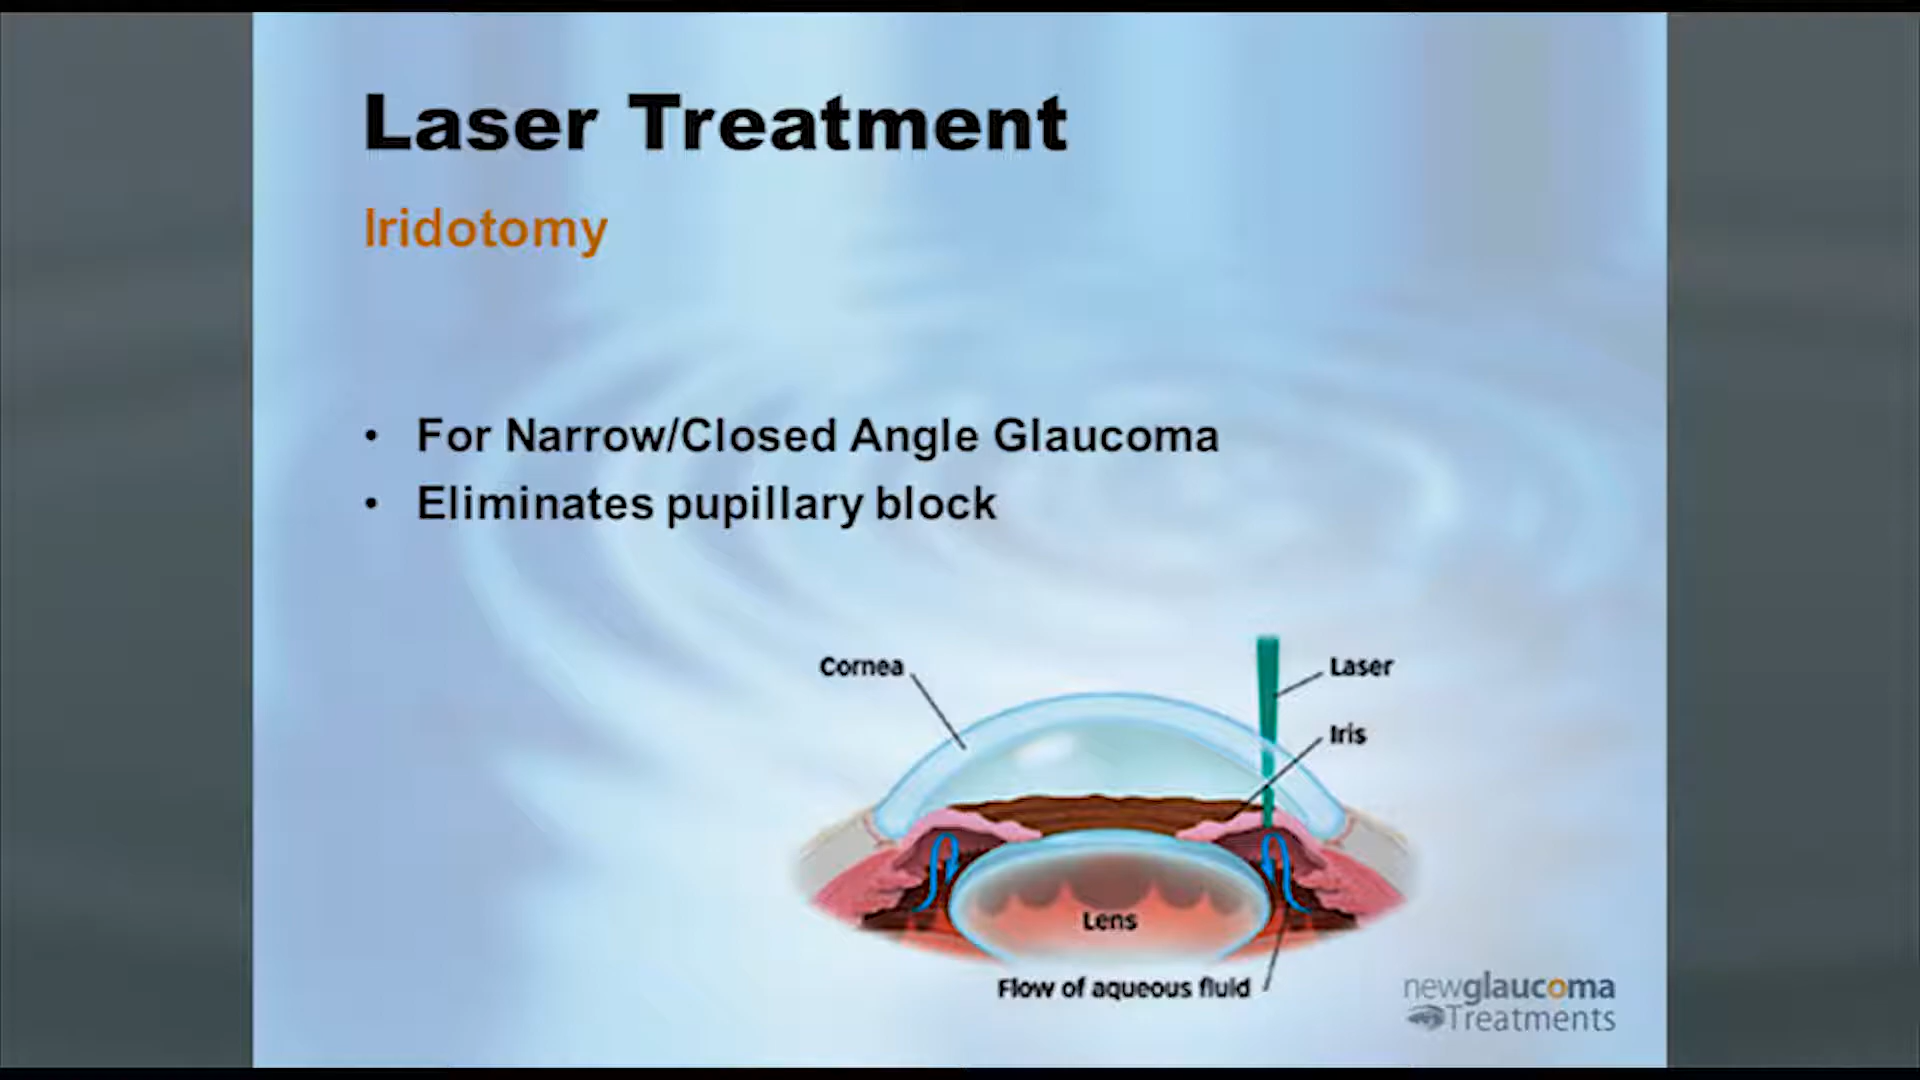 Laser Treatment
Iridotomy
• For Narrow/Closed Angle Glaucoma
• Eliminates pupillary block
Cornea
Laser
Iris
Lens
Flow of aqueous fluid
newglaucoma
Treatments